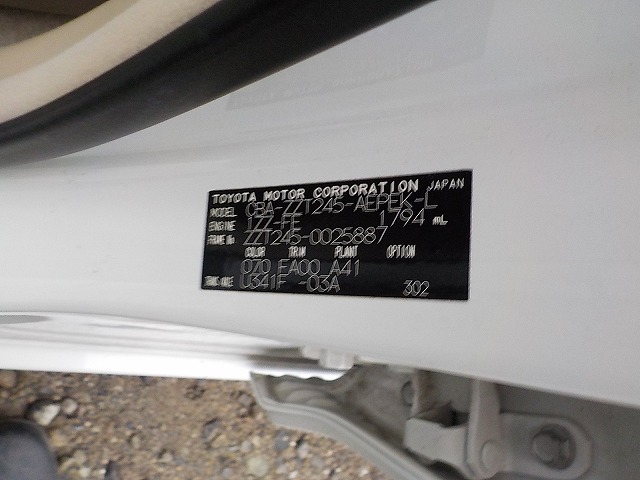 TOYOTA MOTOR CORPORATION JAPAN
MODEL CBA-ZZT245-AEPEK-L
ENGINE 1ZZ-FE 1794 mL
FRAME No. ZZT245-0025887
COLOR TRIM PLANT OPTION
070 FA00 A41
TRANS/AXLE U341F -03A 302